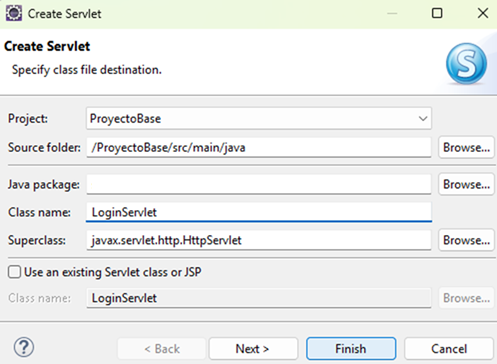 Create Servlet
Create Servlet
Specify class file destination.
S
Project: ProyectoBase
Source folder: /ProyectoBase/src/main/java Browse...
Java package: Browse...
Class name: LoginServlet
Superclass: javax.servlet.http.HttpServlet Browse...
Use an existing Servlet class or JSP
Class name: LoginServlet Browse...
? < Back Next > Finish Cancel